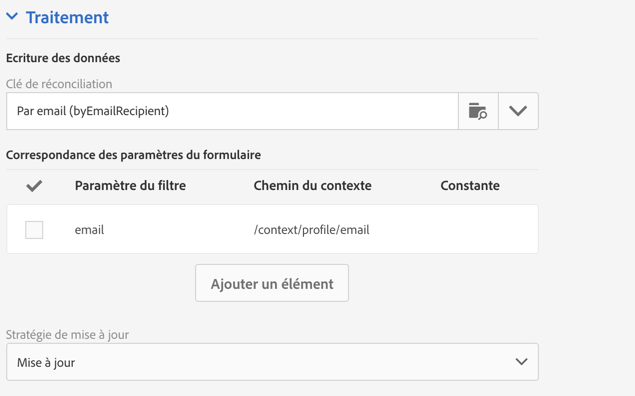 Traitement
Ecriture des données
Clé de réconciliation
Par email (byEmailRecipient)
Correspondance des paramètres du formulaire
Paramètre du filtre Chemin du contexte Constante
email /context/profile/email
Ajouter un élément
Stratégie de mise à jour
Mise à jour